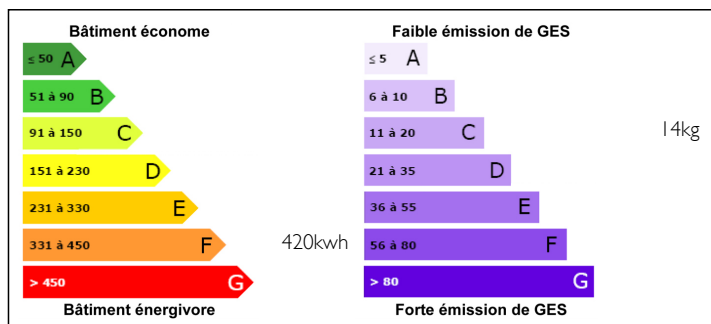 Bâtiment économe
≤ 50 A
51 à 90 B
91 à 150 C
151 à 230 D
231 à 330 E
331 à 450 F
420kwh
> 450 G
Bâtiment énergivore
Faible émission de GES
≤ 5 A
6 à 10 B
11 à 20 C
14kg
21 à 35 D
36 à 55 E
56 à 80 F
> 80 G
Forte émission de GES